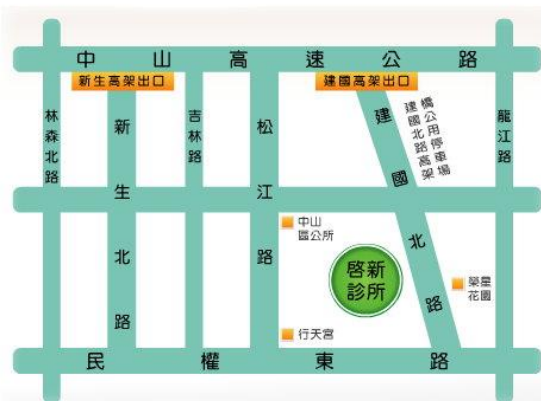 中山高速公路
新生高架出口
建國高架出口
林森北路
新生北路
吉林路
松江路
建國北路
建國北路高架
橋公用停車場
龍江路
中山
區公所
啓新
診所
榮星
花園
行天宮
民權東路